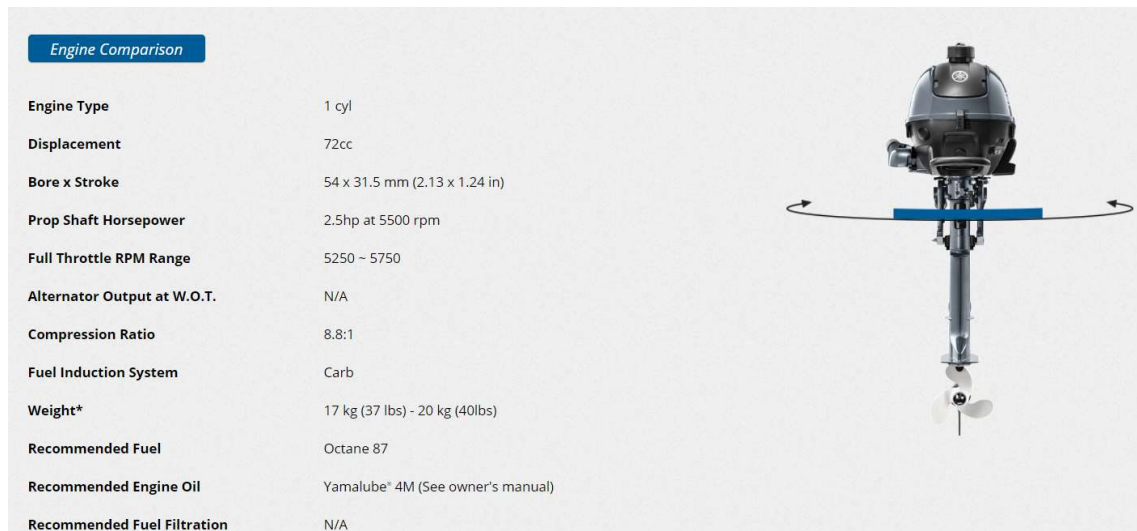 Engine Comparison
Engine Type 1 cyl
Displacement 72cc
Bore x Stroke 54 x 31.5 mm (2.13 x 1.24 in)
Prop Shaft Horsepower 2.5hp at 5500 rpm
Full Throttle RPM Range 5250 ~ 5750
Alternator Output at W.O.T. N/A
Compression Ratio 8.8:1
Fuel Induction System Carb
Weight* 17 kg (37 lbs) - 20 kg (40lbs)
Recommended Fuel Octane 87
Recommended Engine Oil Yamalube® 4M (See owner's manual)
Recommended Fuel Filtration N/A